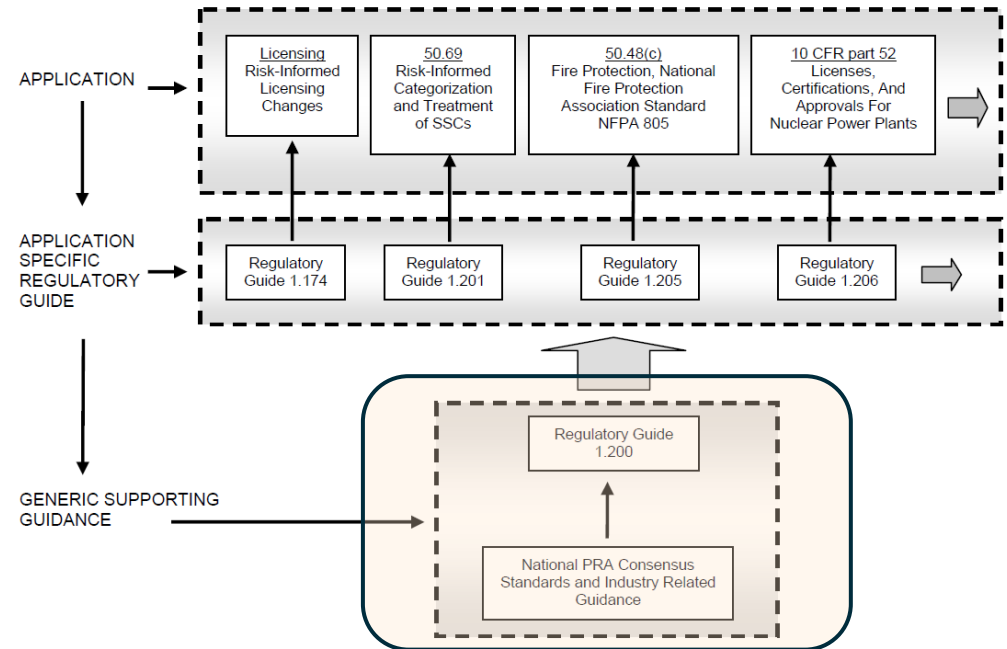 APPLICATION
Licensing
Risk-Informed
Licensing
Changes
50.69
Risk-Informed
Categorization
and Treatment
of SSCs
50.48(c)
Fire Protection, National
Fire Protection
Association Standard
NFPA 805
10 CFR part 52
Licenses,
Certifications, And
Approvals For
Nuclear Power Plants
APPLICATION
SPECIFIC
REGULATORY
GUIDE
Regulatory
Guide 1.174
Regulatory
Guide 1.201
Regulatory
Guide 1.205
Regulatory
Guide 1.206
GENERIC SUPPORTING
GUIDANCE
Regulatory Guide
1.200
National PRA Consensus
Standards and Industry Related
Guidance